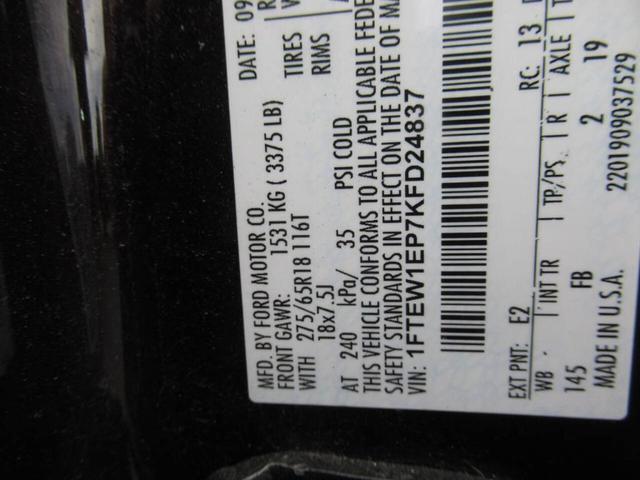 MFD. BY FORD MOTOR CO.
DATE: 09
FRONT GAWR: 1531 KG ( 3375 LB)
WITH 275/65R18 116T TIRES
18x7.5J RIMS
AT 240 kPa/ 35 PSI COLD
THIS VEHICLE CONFORMS TO ALL APPLICABLE FEDE
SAFETY STANDARDS IN EFFECT ON THE DATE OF MA
VIN: 1FTEW1EP7KFD24837
EXT PNT: E2 RC: 13
WB INT TR TP/PS R AXLE
145 FB 2 19
MADE IN U.S.A. 2201909037529